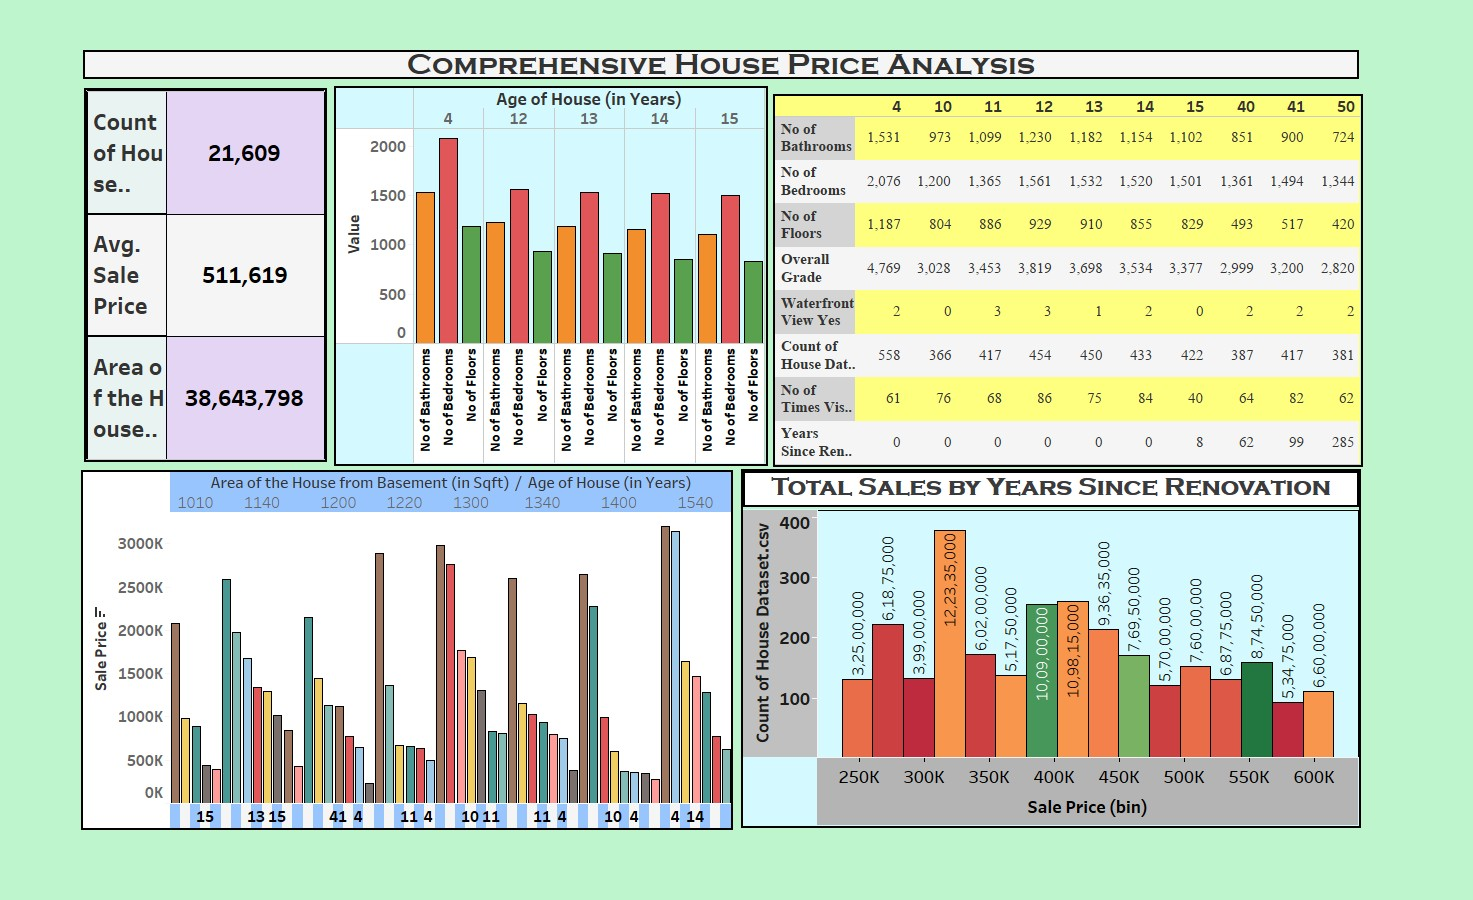 Comprehensive House Price Analysis
Count
of Hou
se..
21,609
Avg.
Sale
Price
511,619
Area o
f the H
ouse..
38,643,798
Age of House (in Years)
4 12 13 14 15
Value
2000
1500
1000
500
0
No of Bathrooms
No of Bedrooms
No of Floors
No of Bathrooms
No of Bedrooms
No of Floors
No of Bathrooms
No of Bedrooms
No of Floors
No of Bathrooms
No of Bedrooms
No of Floors
No of Bathrooms
No of Bedrooms
No of Floors
4 10 11 12 13 14 15 40 41 50
No of
Bathrooms 1,531 973 1,099 1,230 1,182 1,154 1,102 851 900 724
No of
Bedrooms 2,076 1,200 1,365 1,561 1,532 1,520 1,501 1,361 1,494 1,344
No of
Floors 1,187 804 886 929 910 855 829 493 517 420
Overall
Grade 4,769 3,028 3,453 3,819 3,698 3,534 3,377 2,999 3,200 2,820
Waterfront
View Yes 2 0 3 3 1 2 0 2 2 2
Count of
House Dat.. 558 366 417 454 450 433 422 387 417 381
No of
Times Vis.. 61 76 68 86 75 84 40 64 82 62
Years
Since Ren.. 0 0 0 0 0 0 8 62 99 285
Area of the House from Basement (in Sqft) / Age of House (in Years)
1010 1140 1200 1220 1300 1340 1400 1540
Sale Price
3000K
2500K
2000K
1500K
1000K
500K
0K
15 13 15 41 4 11 4 10 11 11 4 10 4 4 14
Total Sales by Years Since Renovation
Count of House Dataset.csv
400
300
200
100
3,25,00,000
6,18,75,000
3,99,00,000
12,23,35,000
6,02,00,000
5,17,50,000
10,09,00,000
10,98,15,000
9,36,35,000
7,69,50,000
5,70,00,000
7,60,00,000
6,87,75,000
8,74,50,000
5,34,75,000
6,60,00,000
250K 300K 350K 400K 450K 500K 550K 600K
Sale Price (bin)